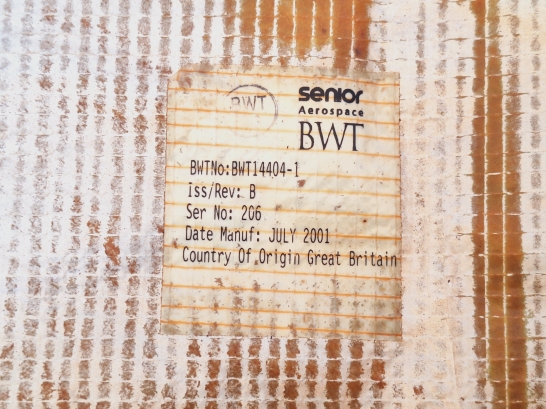 BWT
senior
Aerospace
BWT
BWTNo:BWT14404-1
Iss/Rev: B
Ser No: 206
Date Manuf: JULY 2001
Country Of Origin Great Britain